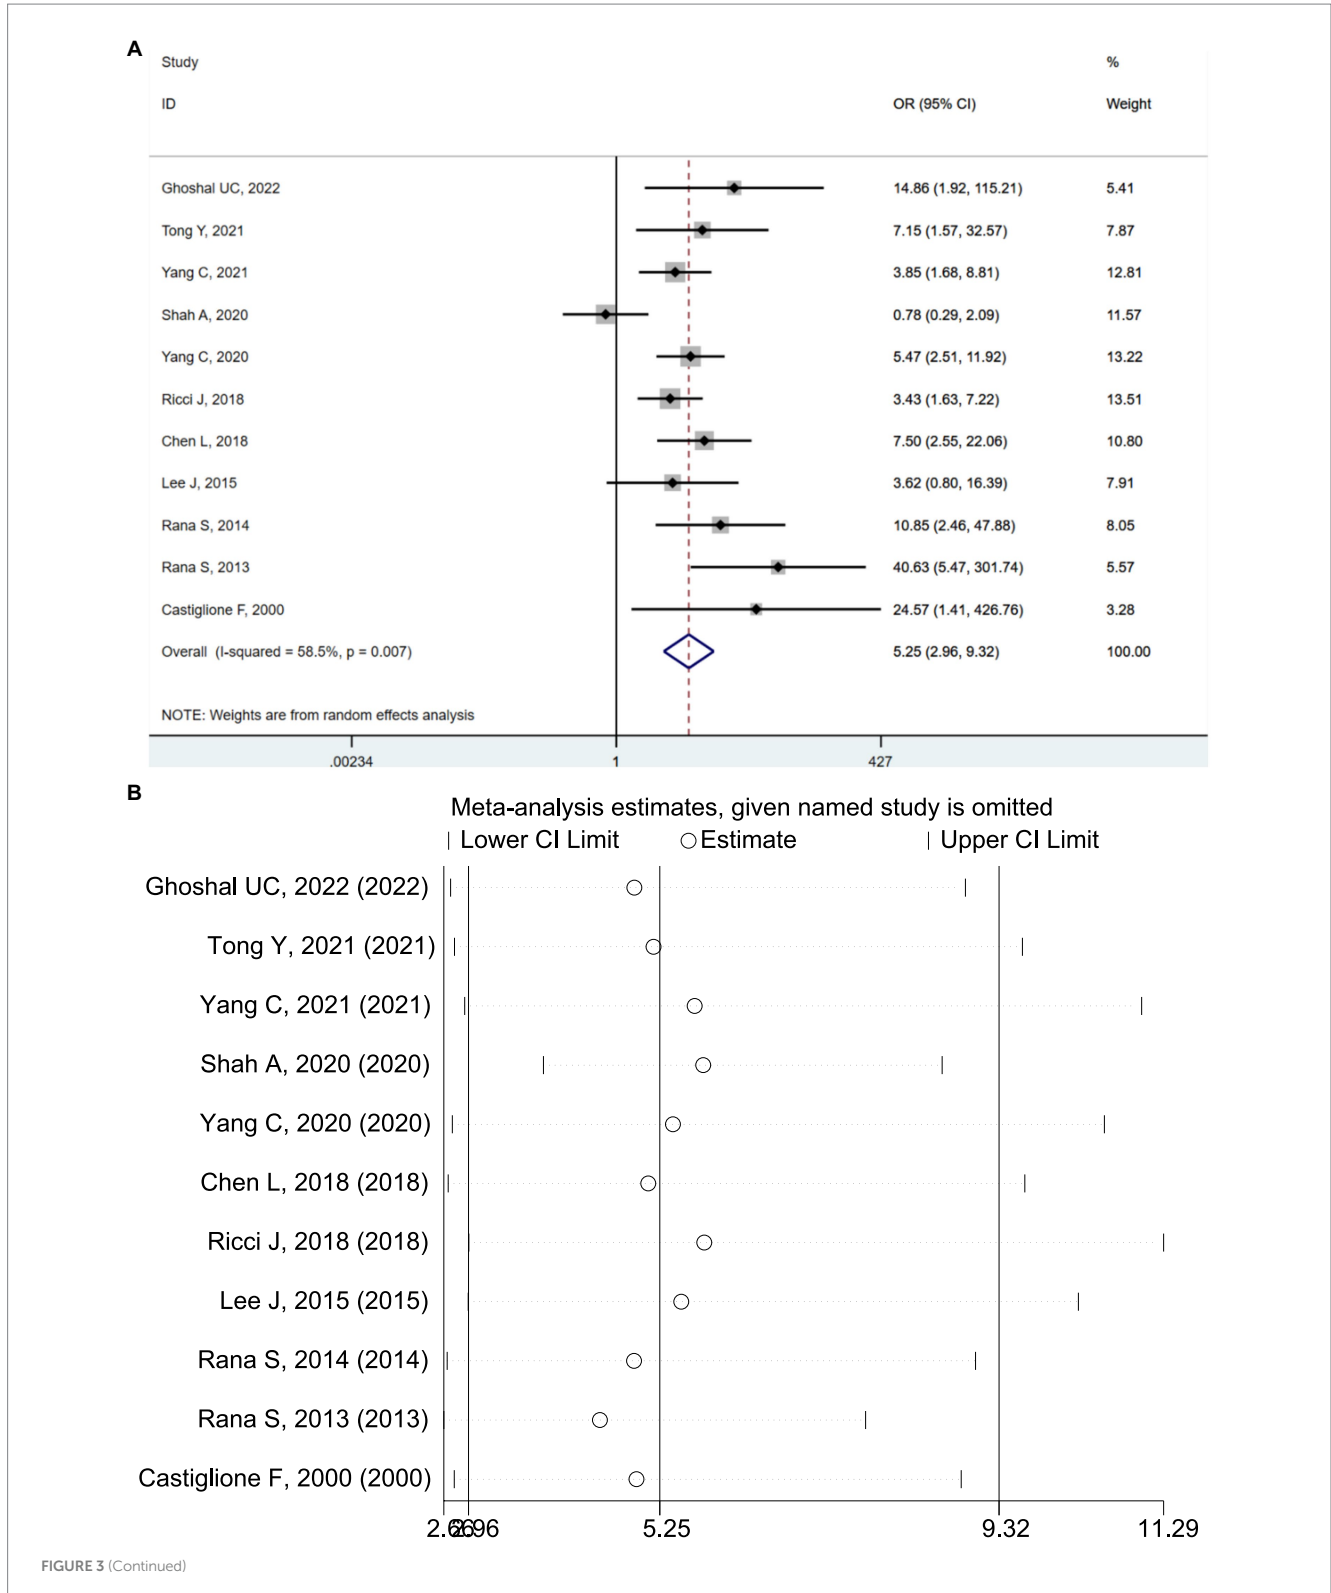 A
Study %
ID OR (95% CI) Weight
Ghoshal UC, 2022 14.86 (1.92, 115.21) 5.41
Tong Y, 2021 7.15 (1.57, 32.57) 7.87
Yang C, 2021 3.85 (1.68, 8.81) 12.81
Shah A, 2020 0.78 (0.29, 2.09) 11.57
Yang C, 2020 5.47 (2.51, 11.92) 13.22
Ricci J, 2018 3.43 (1.63, 7.22) 13.51
Chen L, 2018 7.50 (2.55, 22.06) 10.80
Lee J, 2015 3.62 (0.80, 16.39) 7.91
Rana S, 2014 10.85 (2.46, 47.88) 8.05
Rana S, 2013 40.63 (5.47, 301.74) 5.57
Castiglione F, 2000 24.57 (1.41, 426.76) 3.28
Overall (I-squared = 58.5%, p = 0.007) 5.25 (2.96, 9.32) 100.00
NOTE: Weights are from random effects analysis
.00234 1 427
B
Meta-analysis estimates, given named study is omitted
Lower CI Limit Estimate Upper CI Limit
Ghoshal UC, 2022 (2022)
Tong Y, 2021 (2021)
Yang C, 2021 (2021)
Shah A, 2020 (2020)
Yang C, 2020 (2020)
Chen L, 2018 (2018)
Ricci J, 2018 (2018)
Lee J, 2015 (2015)
Rana S, 2014 (2014)
Rana S, 2013 (2013)
Castiglione F, 2000 (2000)
2.66 2.96 5.25 9.32 11.29
FIGURE 3 (Continued)